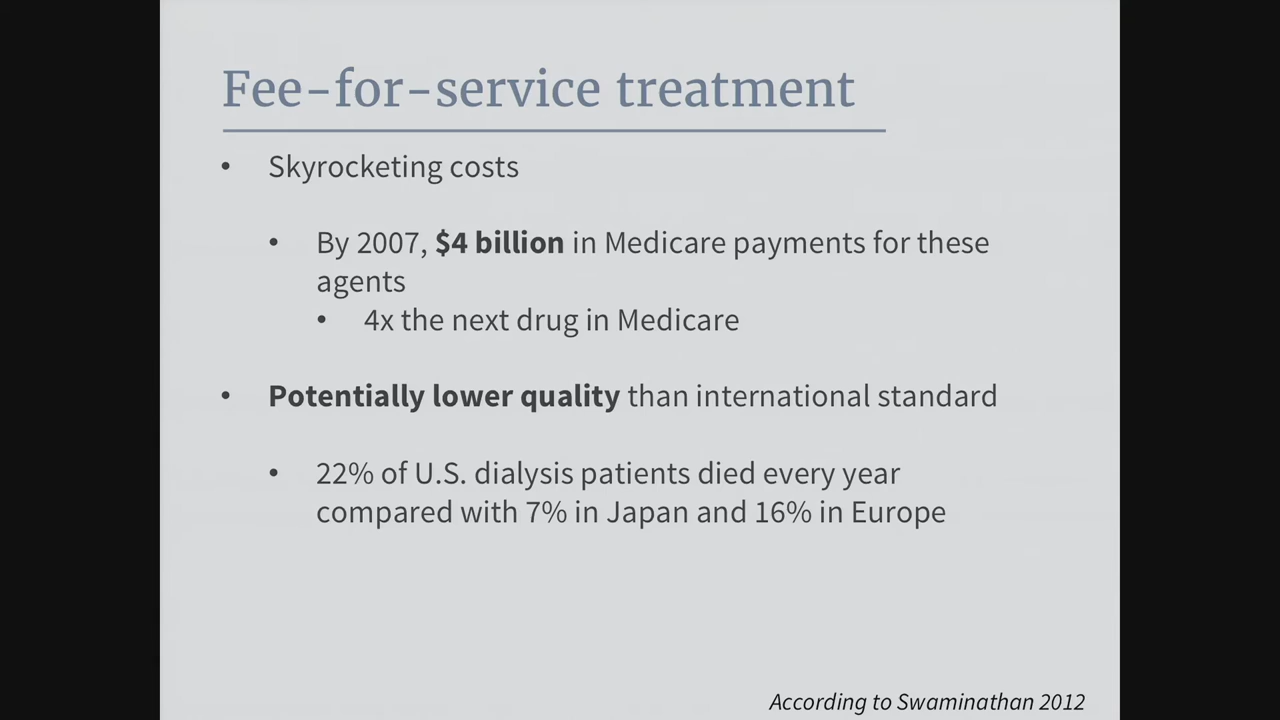 Fee-for-service treatment
• Skyrocketing costs
• By 2007, $4 billion in Medicare payments for these
agents
• 4x the next drug in Medicare
• Potentially lower quality than international standard
• 22% of U.S. dialysis patients died every year
compared with 7% in Japan and 16% in Europe
According to Swaminathan 2012